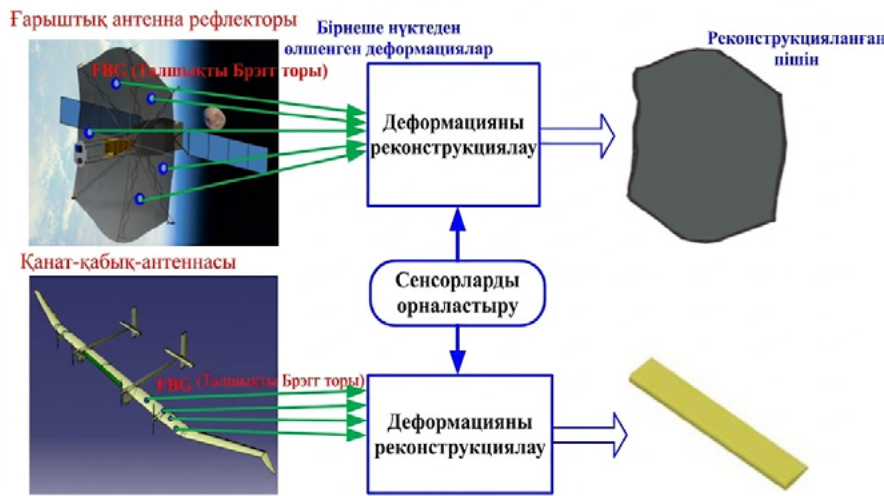 Ғарыштық антенна рефлекторы
Бірнеше нүктеден
өлшенген деформациялар
Реконструкцияланған
пішін
FBG (Талшықты Брэгг торы)
Деформацияны
реконструкциялау
Қанат-қабық-антеннасы
Сенсорларды
орналастыру
FBG (Талшықты Брэгг торы)
Деформацияны
реконструкциялау